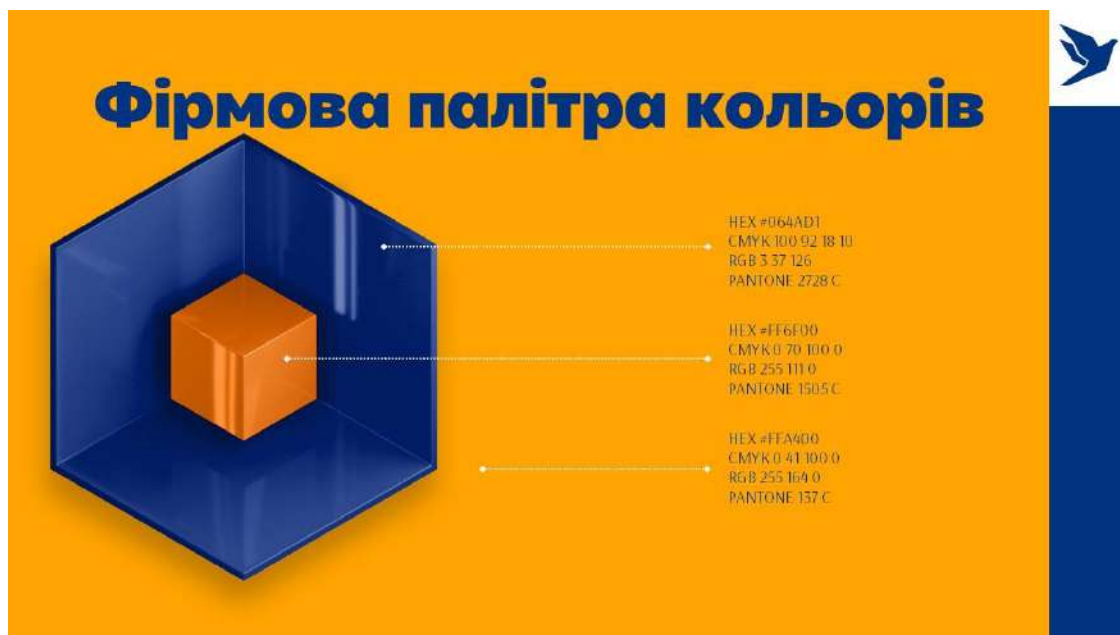 Фірмова палітра кольорів
HEX #064AD1
CMYK 100 92 18 10
RGB 3 37 126
PANTONE 2728 C
HEX #FF6F00
CMYK 0 70 100 0
RGB 255 111 0
PANTONE 1505 C
HEX #FFA400
CMYK 0 41 100 0
RGB 255 164 0
PANTONE 137 C